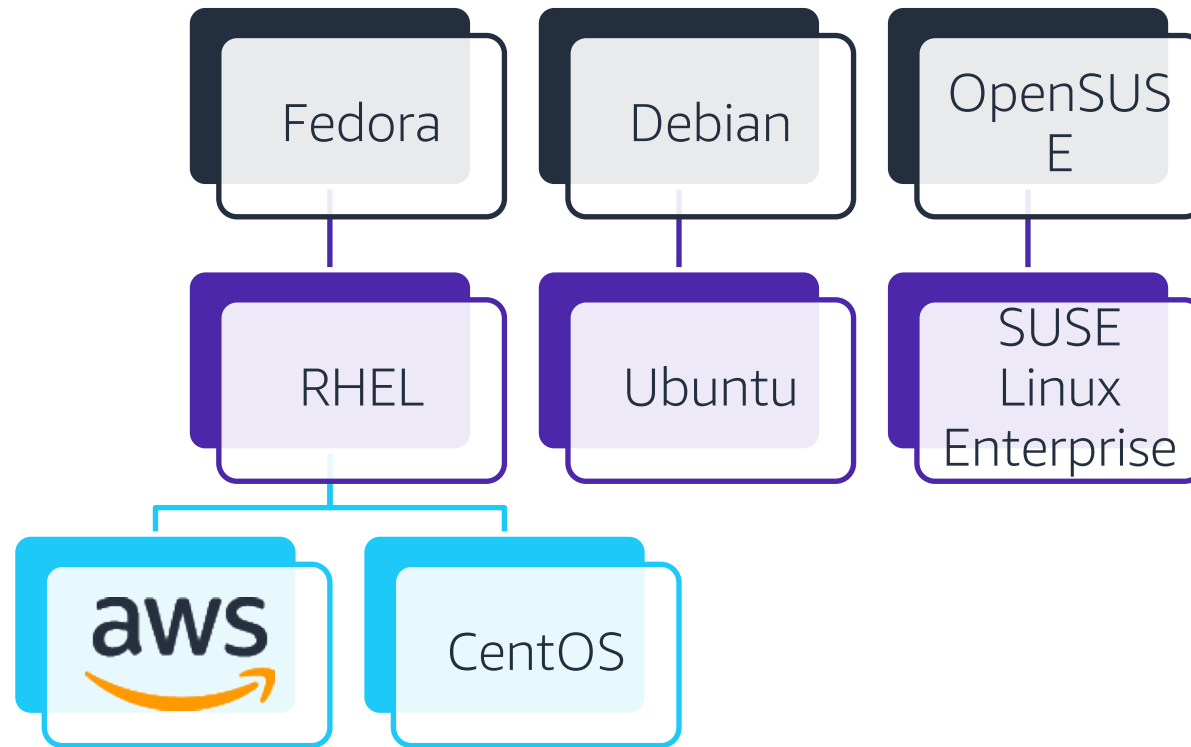 Fedora
Debian
OpenSUS
E
RHEL
Ubuntu
SUSE
Linux
Enterprise
aws
CentOS